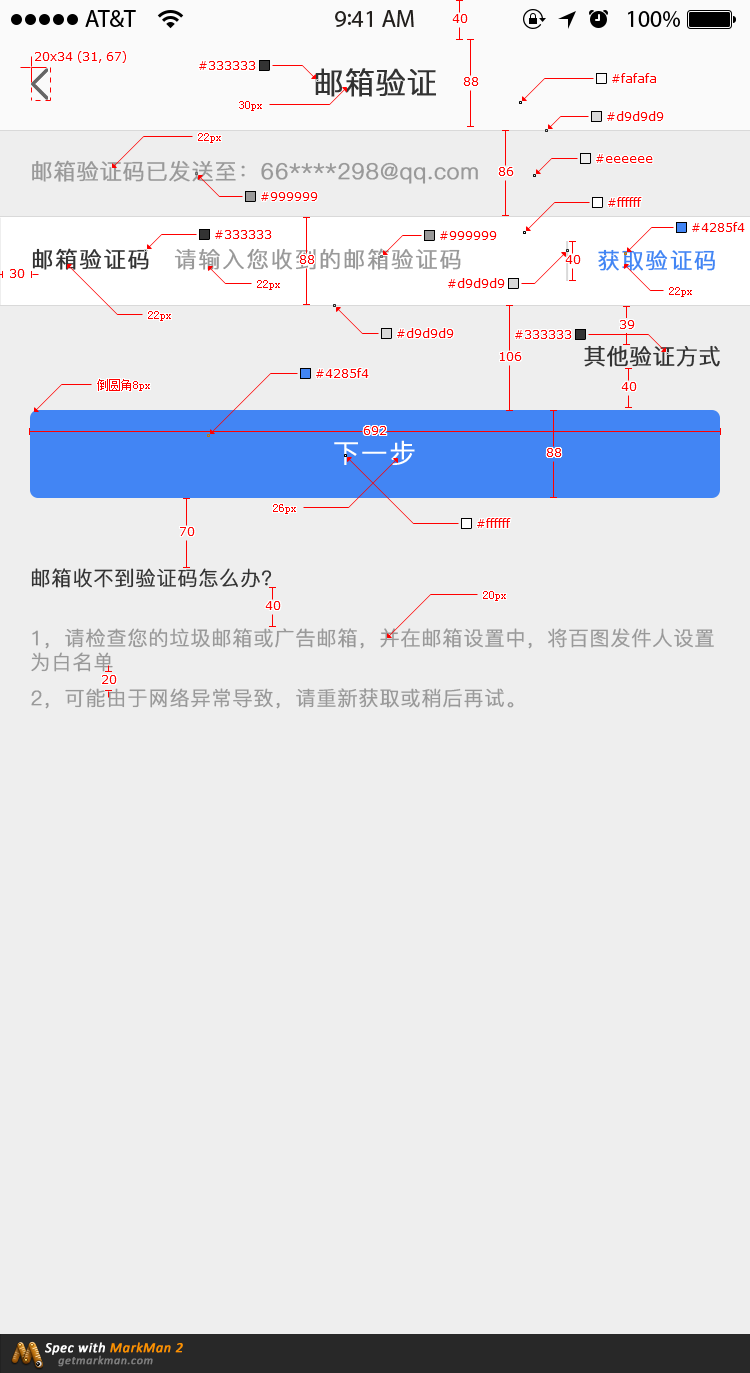 AT&T 9:41 AM 100%
40
20x34 (31, 67)
#333333
邮箱验证
88
#fafafa
30px
#d9d9d9
22px
邮箱验证码已发送至：66****298@qq.com
86
#eeeeee
#999999
#ffffff
#333333
#999999
#4285f4
邮箱验证码 请输入您收到的邮箱验证码 获取验证码
88
40
30
22px
#d9d9d9
22px
22px
39
#d9d9d9
#333333
106
其他验证方式
#4285f4
倒圆角8px
40
692
下一步
88
26px
#ffffff
70
邮箱收不到验证码怎么办？
40
20px
1，请检查您的垃圾邮箱或广告邮箱，并在邮箱设置中，将百图发件人设置
为白名单
20
2，可能由于网络异常导致，请重新获取或稍后再试。
Spec with MarkMan 2
getmarkman.com